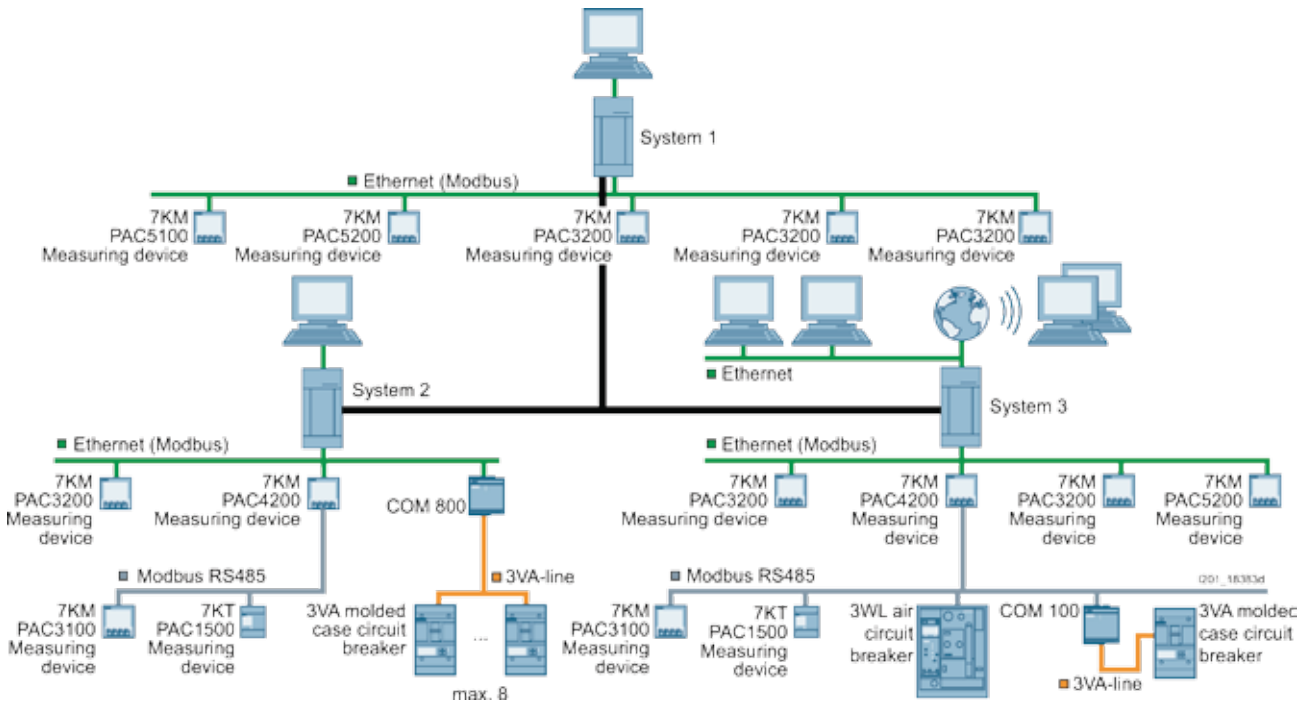 System 1
Ethernet (Modbus)
7KM
PAC5100
Measuring device
7KM
PAC5200
Measuring device
7KM
PAC3200
Measuring device
7KM
PAC3200
Measuring device
7KM
PAC3200
Measuring device
System 2
Ethernet
System 3
Ethernet (Modbus)
7KM
PAC3200
Measuring
device
7KM
PAC4200
Measuring device
COM 800
Ethernet (Modbus)
7KM
PAC3200
Measuring device
7KM
PAC4200
Measuring
device
7KM
PAC3200
Measuring
device
7KM
PAC5200
Measuring
device
Modbus RS485
7KM
PAC3100
Measuring
device
7KT
PAC1500
Measuring
device
3VA-line
3VA molded
case circuit
breaker
...
max. 8
Modbus RS485
I201_18383d
7KM
PAC3100
Measuring
device
7KT
PAC1500
Measuring
device
3WL air
circuit
breaker
COM 100
3VA-line
3VA molded
case circuit
breaker